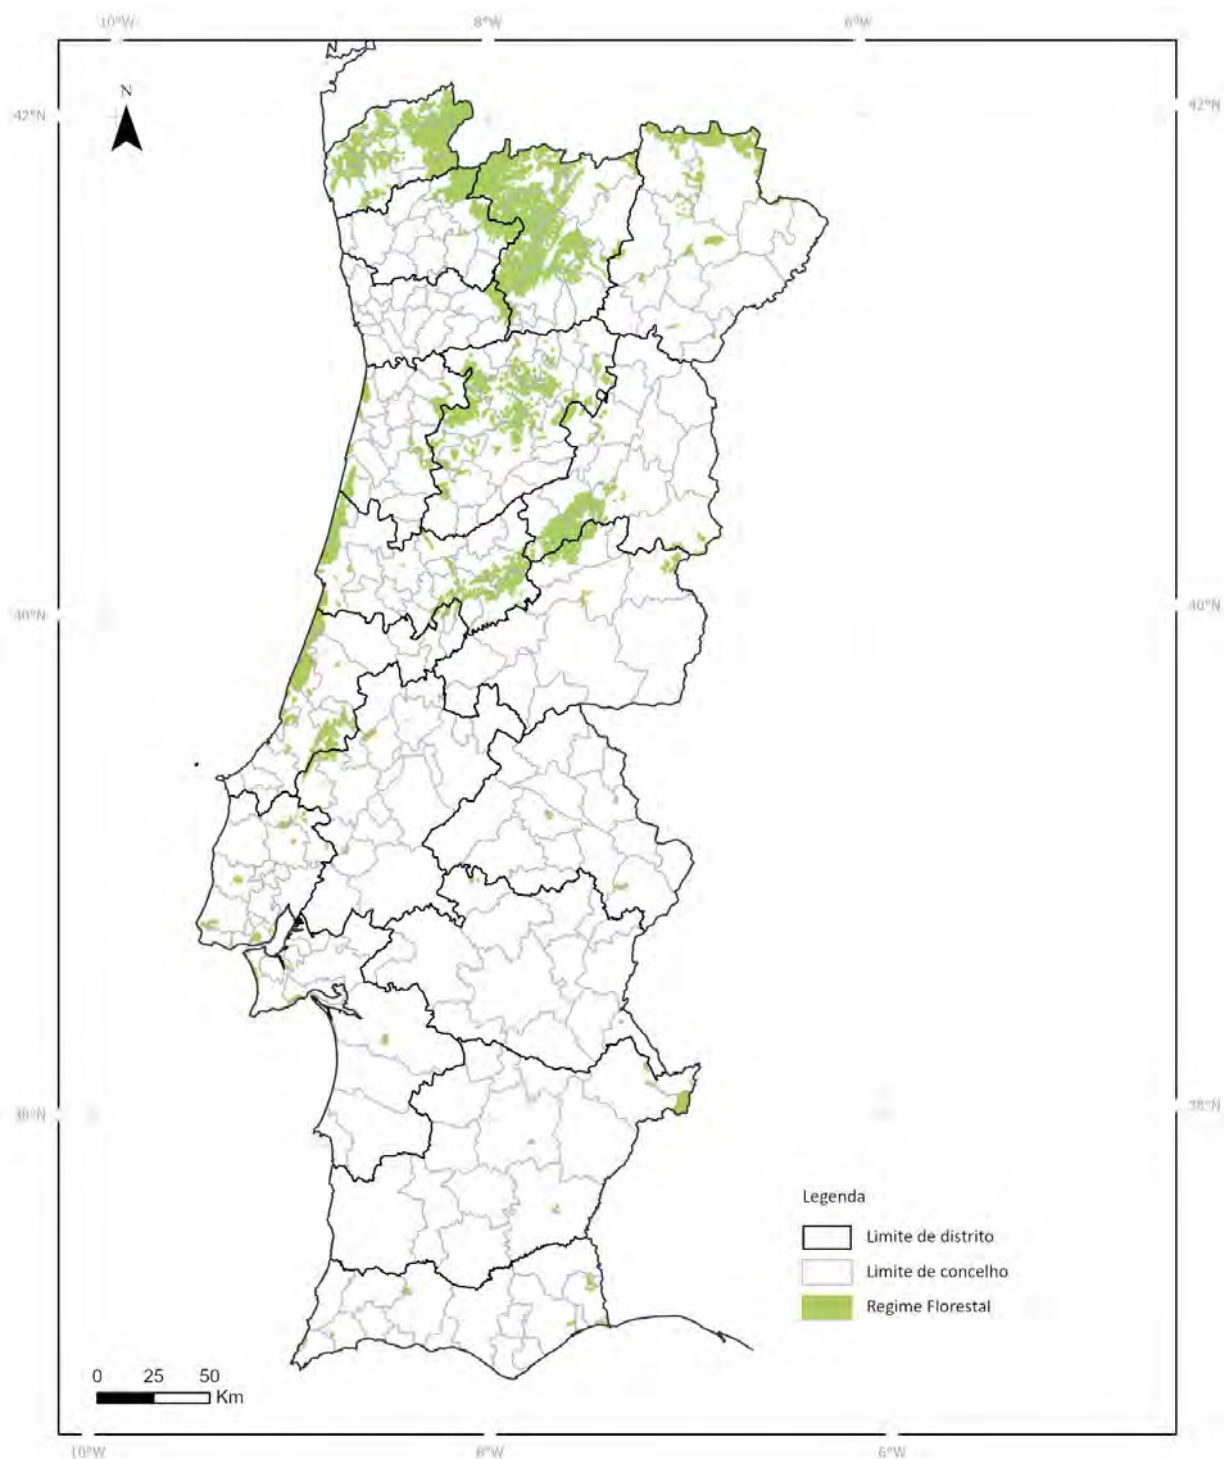 10°W 8°W 6°W
N
42°N 42°N
40°N 40°N
38°N 38°N
Legenda
Limite de distrito
Limite de concelho
Regime Florestal
0 25 50
Km
10°W 8°W 6°W